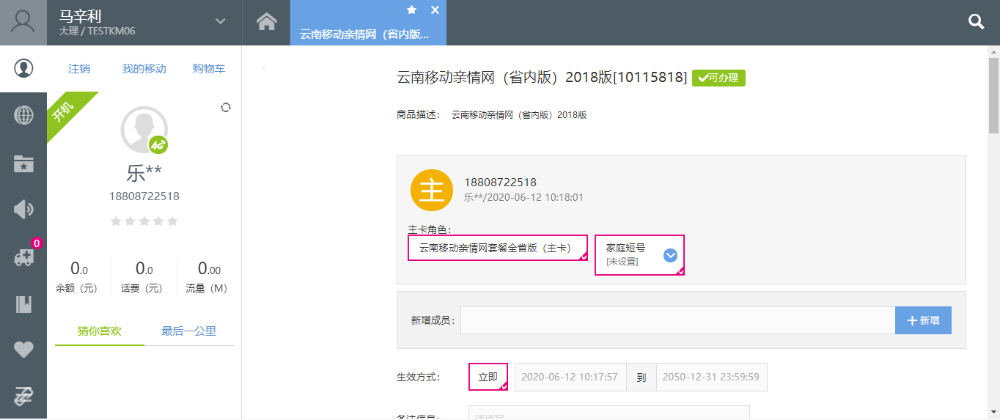 马辛利
大理 / TESTKM06
云南移动亲情网（省内版...
注销
我的移动
购物车
开机
4G
乐**
18808722518
0
0.0
0.0
0.00
余额（元）
话费（元）
流量（M）
猜你喜欢
最后一公里
云南移动亲情网（省内版）2018版[10115818]
可办理
商品描述： 云南移动亲情网（省内版）2018版
主
18808722518
乐**/2020-06-12 10:18:01
主卡角色：
云南移动亲情网套餐全省版（主卡）
家庭短号
[未设置]
新增成员：
新增
生效方式：
立即
2020-06-12 10:17:57
到
2050-12-31 23:59:59
备注信息：
请填写